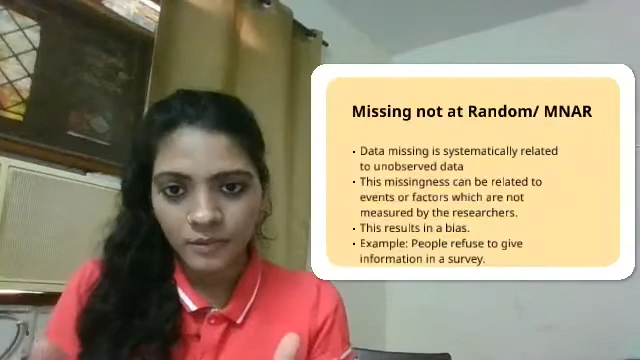 Missing not at Random/ MNAR
· Data missing is systematically related
to unobserved data
· This missingness can be related to
events or factors which are not
measured by the researchers.
· This results in a bias.
· Example: People refuse to give
information in a survey.